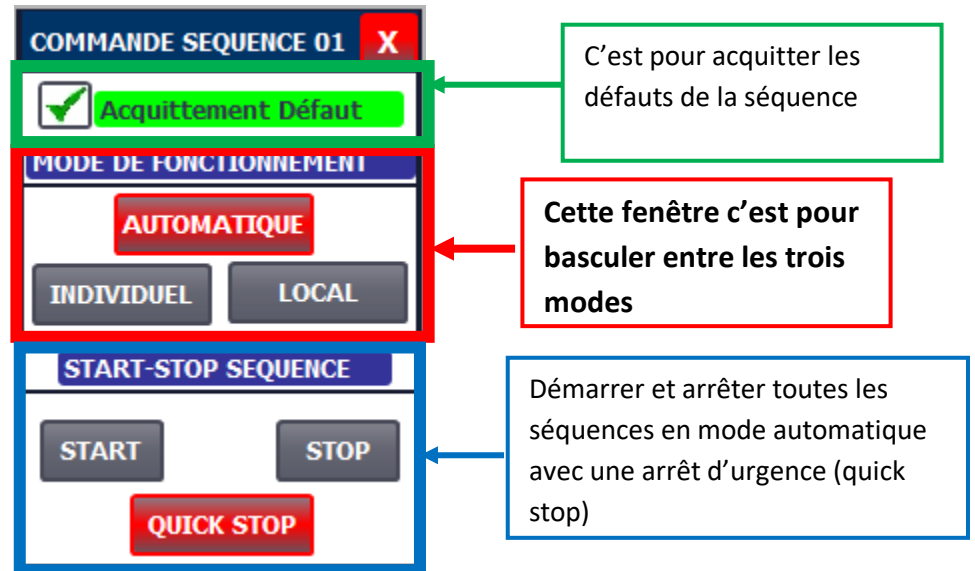 COMMANDE SEQUENCE 01 X
Acquittement Défaut
C’est pour acquitter les
défauts de la séquence
MODE DE FONCTIONNEMENT
AUTOMATIQUE
INDIVIDUEL LOCAL
Cette fenêtre c’est pour
basculer entre les trois
modes
START-STOP SEQUENCE
START STOP
QUICK STOP
Démarrer et arrêter toutes les
séquences en mode automatique
avec une arrêt d’urgence (quick
stop)